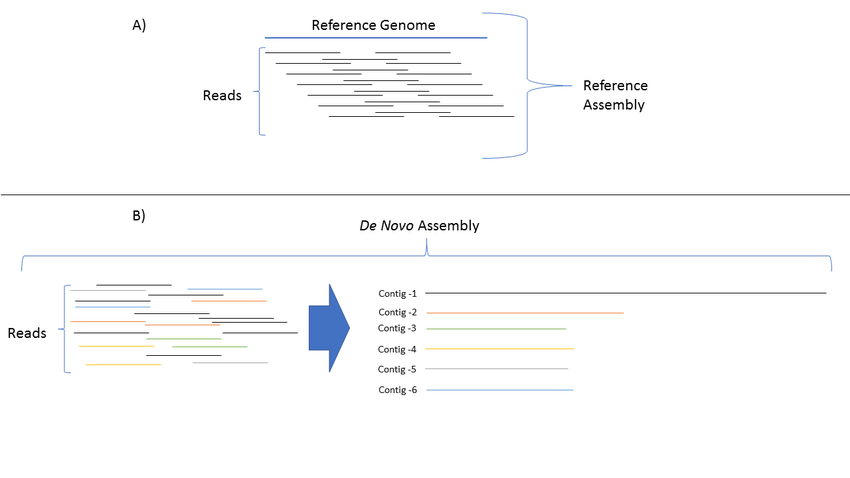 A)
Reference Genome
Reads
Reference
Assembly
B)
De Novo Assembly
Reads
Contig -1
Contig -2
Contig -3
Contig -4
Contig -5
Contig -6